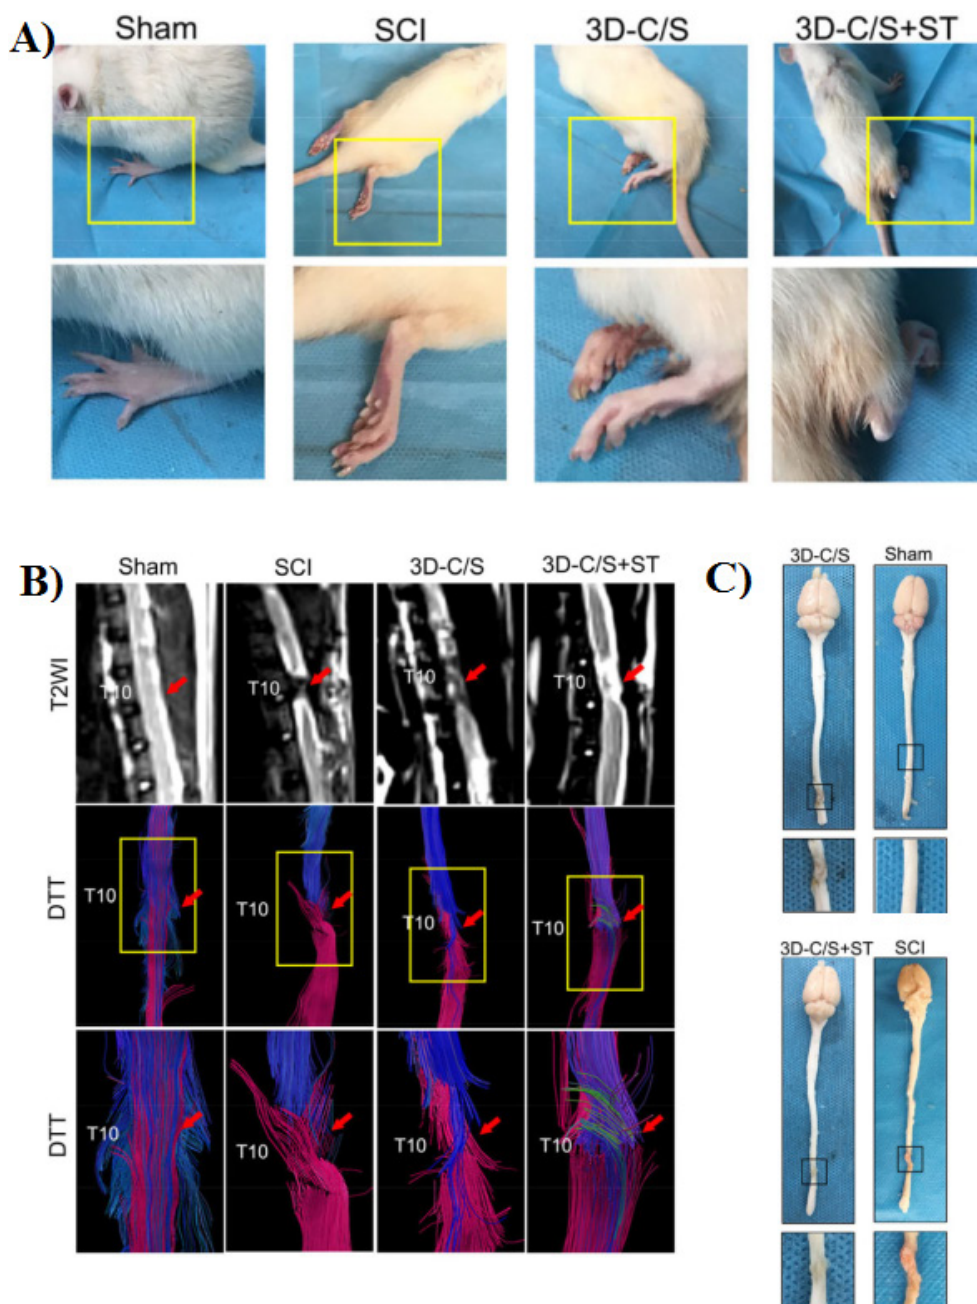 A)
Sham SCI 3D-C/S 3D-C/S+ST
B)
Sham SCI 3D-C/S 3D-C/S+ST
T2WI
T10 T10 T10 T10
DTT
T10 T10 T10 T10
DTT
T10 T10 T10 T10
C)
3D-C/S Sham
3D-C/S+ST SCI